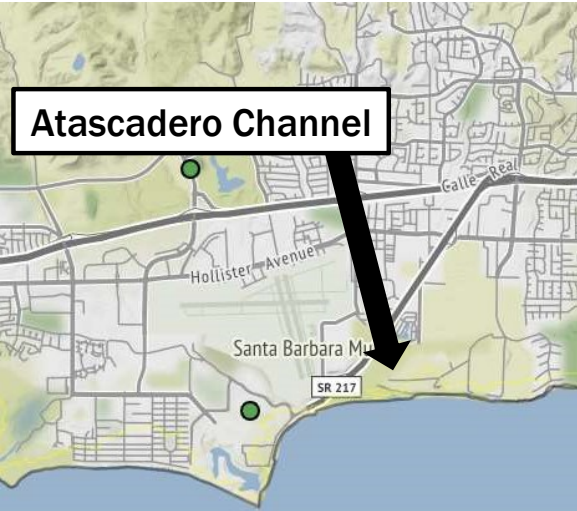 Atascadero Channel
Calle Real
Hollister Avenue
Santa Barbara Mu
SR 217